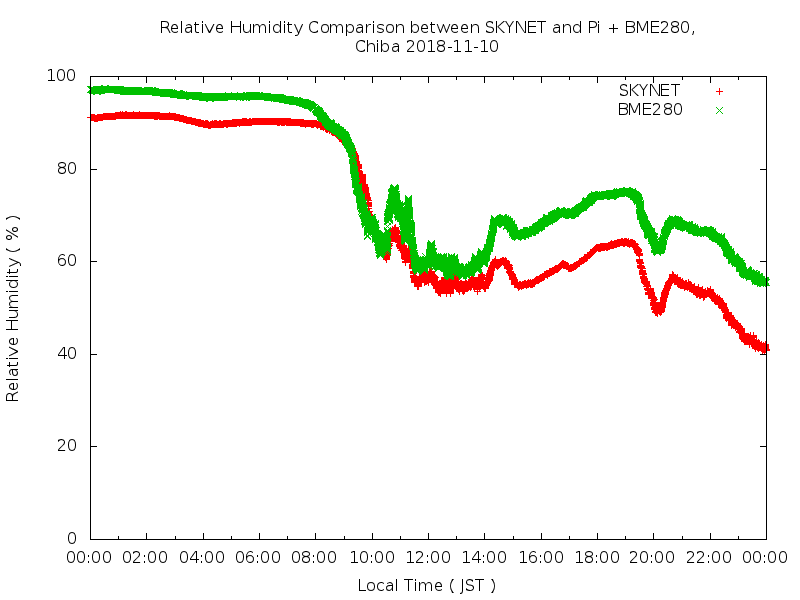 Relative Humidity Comparison between SKYNET and Pi + BME280,
Chiba 2018-11-10
SKYNET
BME280
100
80
60
40
20
0
Relative Humidity ( % )
00:00 02:00 04:00 06:00 08:00 10:00 12:00 14:00 16:00 18:00 20:00 22:00 00:00
Local Time ( JST )